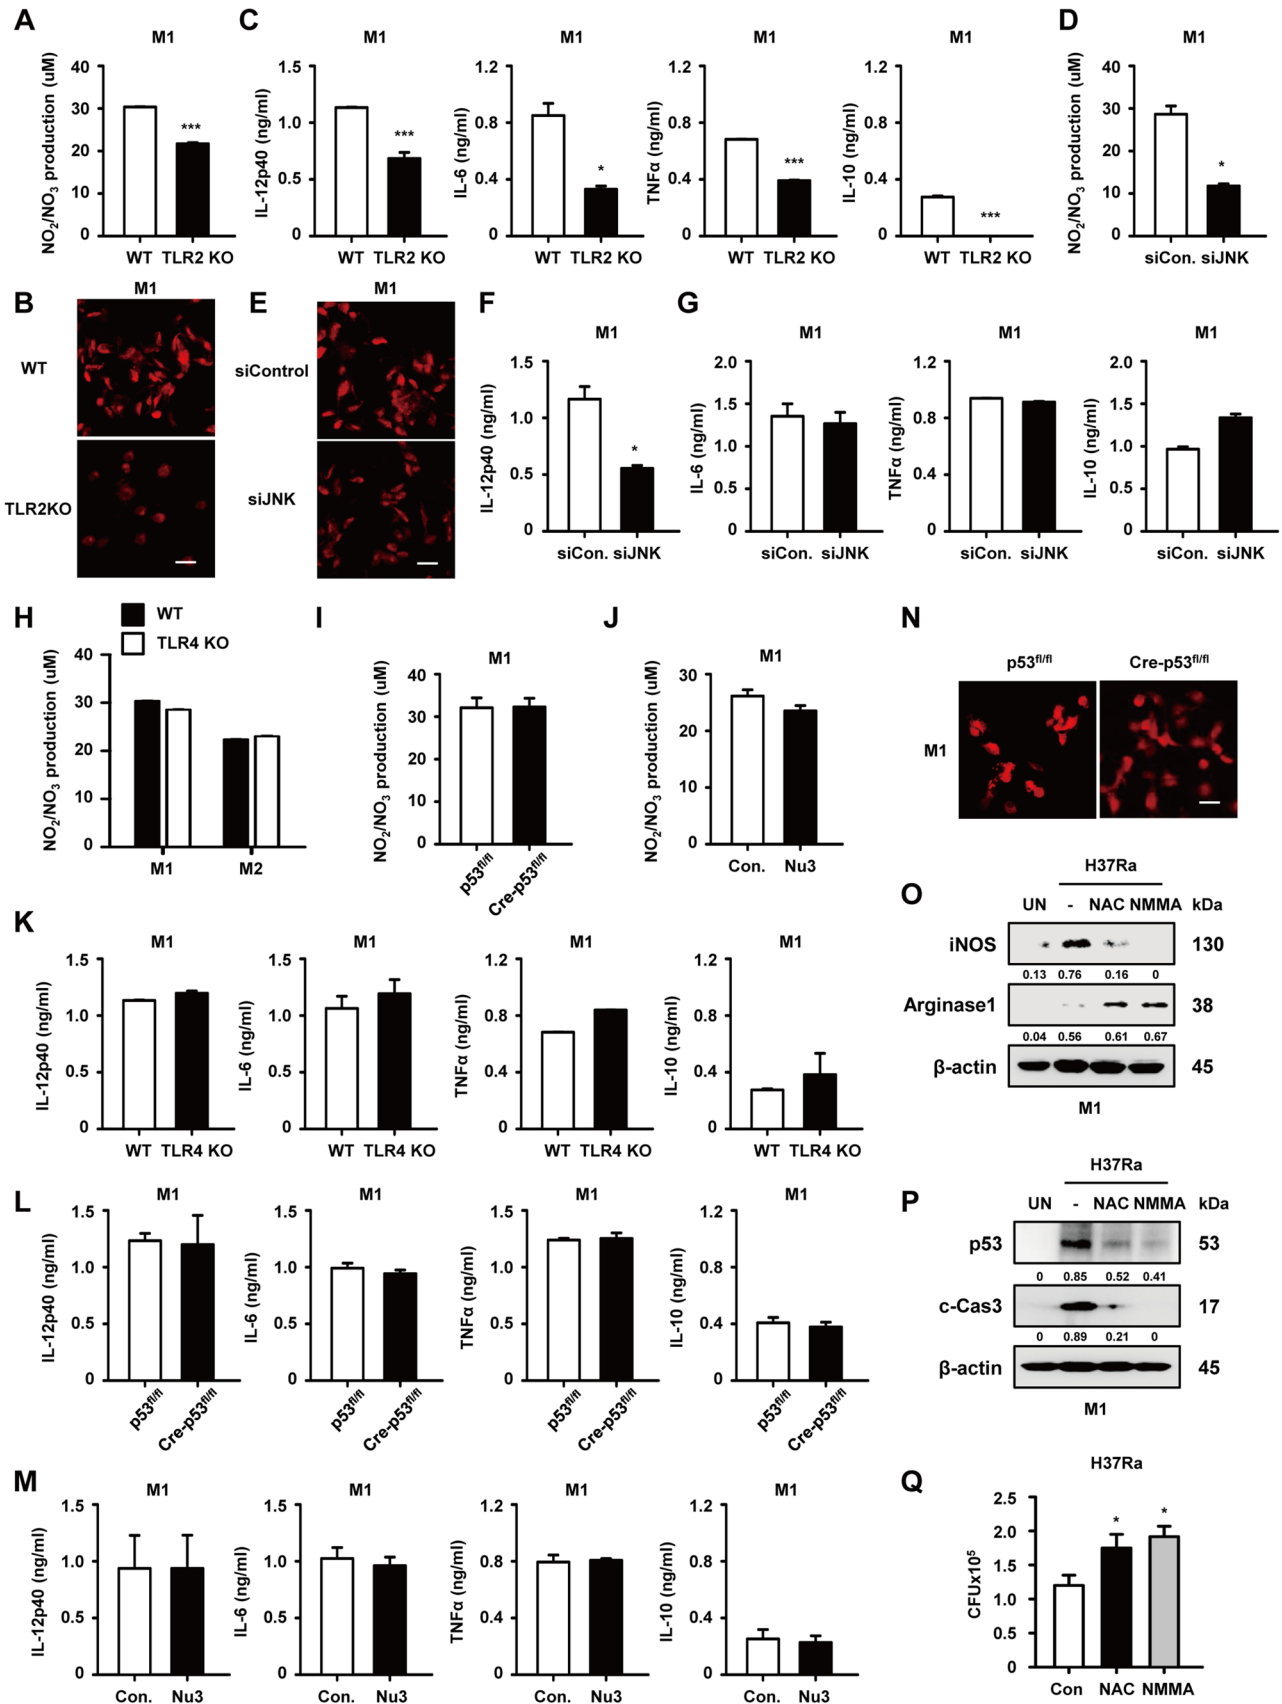 A
M1
NO2/NO3 production (uM)
40
30
20
10
0
***
WT TLR2 KO
C
M1
IL-12p40 (ng/ml)
1.5
1.0
0.5
0
***
WT TLR2 KO
M1
IL-6 (ng/ml)
1.2
0.8
0.4
0
*
WT TLR2 KO
M1
TNFα (ng/ml)
1.2
0.8
0.4
0
***
WT TLR2 KO
M1
IL-10 (ng/ml)
1.2
0.8
0.4
0
***
WT TLR2 KO
D
M1
NO2/NO3 production (uM)
40
30
20
10
0
*
siCon. siJNK
B
M1
WT
TLR2KO
E
M1
siControl
siJNK
F
M1
IL-12p40 (ng/ml)
1.5
1.0
0.5
0
*
siCon. siJNK
G
M1
IL-6 (ng/ml)
2.0
1.5
1.0
0.5
0
siCon. siJNK
M1
TNFα (ng/ml)
1.2
0.8
0.4
0
siCon. siJNK
M1
IL-10 (ng/ml)
2.0
1.5
1.0
0.5
0
siCon. siJNK
H
WT
TLR4 KO
NO2/NO3 production (uM)
40
30
20
10
0
M1 M2
I
M1
NO2/NO3 production (uM)
40
30
20
10
0
p53fl/fl
Cre-p53fl/fl
J
M1
NO2/NO3 production (uM)
30
20
10
0
Con. Nu3
N
p53fl/fl Cre-p53fl/fl
M1
K
M1
IL-12p40 (ng/ml)
1.5
1.0
0.5
0
WT TLR4 KO
M1
IL-6 (ng/ml)
1.5
1.0
0.5
0
WT TLR4 KO
M1
TNFα (ng/ml)
1.2
0.8
0.4
0
WT TLR4 KO
M1
IL-10 (ng/ml)
1.2
0.8
0.4
0
WT TLR4 KO
O
H37Ra
UN - NAC NMMA kDa
iNOS 130
0.13 0.76 0.16 0
Arginase1 38
0.04 0.56 0.61 0.67
β-actin 45
M1
L
M1
IL-12p40 (ng/ml)
1.5
1.0
0.5
0
p53fl/fl
Cre-p53fl/fl
M1
IL-6 (ng/ml)
1.5
1.0
0.5
0
p53fl/fl
Cre-p53fl/fl
M1
TNFα (ng/ml)
1.5
1.0
0.5
0
p53fl/fl
Cre-p53fl/fl
M1
IL-10 (ng/ml)
1.2
0.8
0.4
0
p53fl/fl
Cre-p53fl/fl
P
H37Ra
UN - NAC NMMA kDa
p53 53
0 0.85 0.52 0.41
c-Cas3 17
0 0.89 0.21 0
β-actin 45
M1
M
M1
IL-12p40 (ng/ml)
1.5
1.0
0.5
0
Con. Nu3
M1
IL-6 (ng/ml)
1.5
1.0
0.5
0
Con. Nu3
M1
TNFα (ng/ml)
1.2
0.8
0.4
0
Con. Nu3
M1
IL-10 (ng/ml)
1.2
0.8
0.4
0
Con. Nu3
Q
H37Ra
CFUx10⁵
2.5
2.0
1.5
1.0
0.5
0
* *
Con NAC NMMA